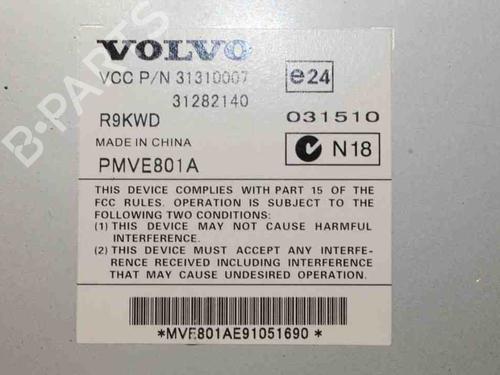 VOLVO
VCC P/N 31310007
e24
31282140
R9KWD
031510
MADE IN CHINA
N18
PMVE801A
THIS DEVICE COMPLIES WITH PART 15 OF THE
FCC RULES. OPERATION IS SUBJECT TO THE
FOLLOWING TWO CONDITIONS:
(1) THIS DEVICE MAY NOT CAUSE HARMFUL
INTERFERENCE.
(2) THIS DEVICE MUST ACCEPT ANY INTERFE-
RENCE RECEIVED INCLUDING INTERFERENCE
THAT MAY CAUSE UNDESIRED OPERATION.
*MVE801AE91051690*
B-PARTS